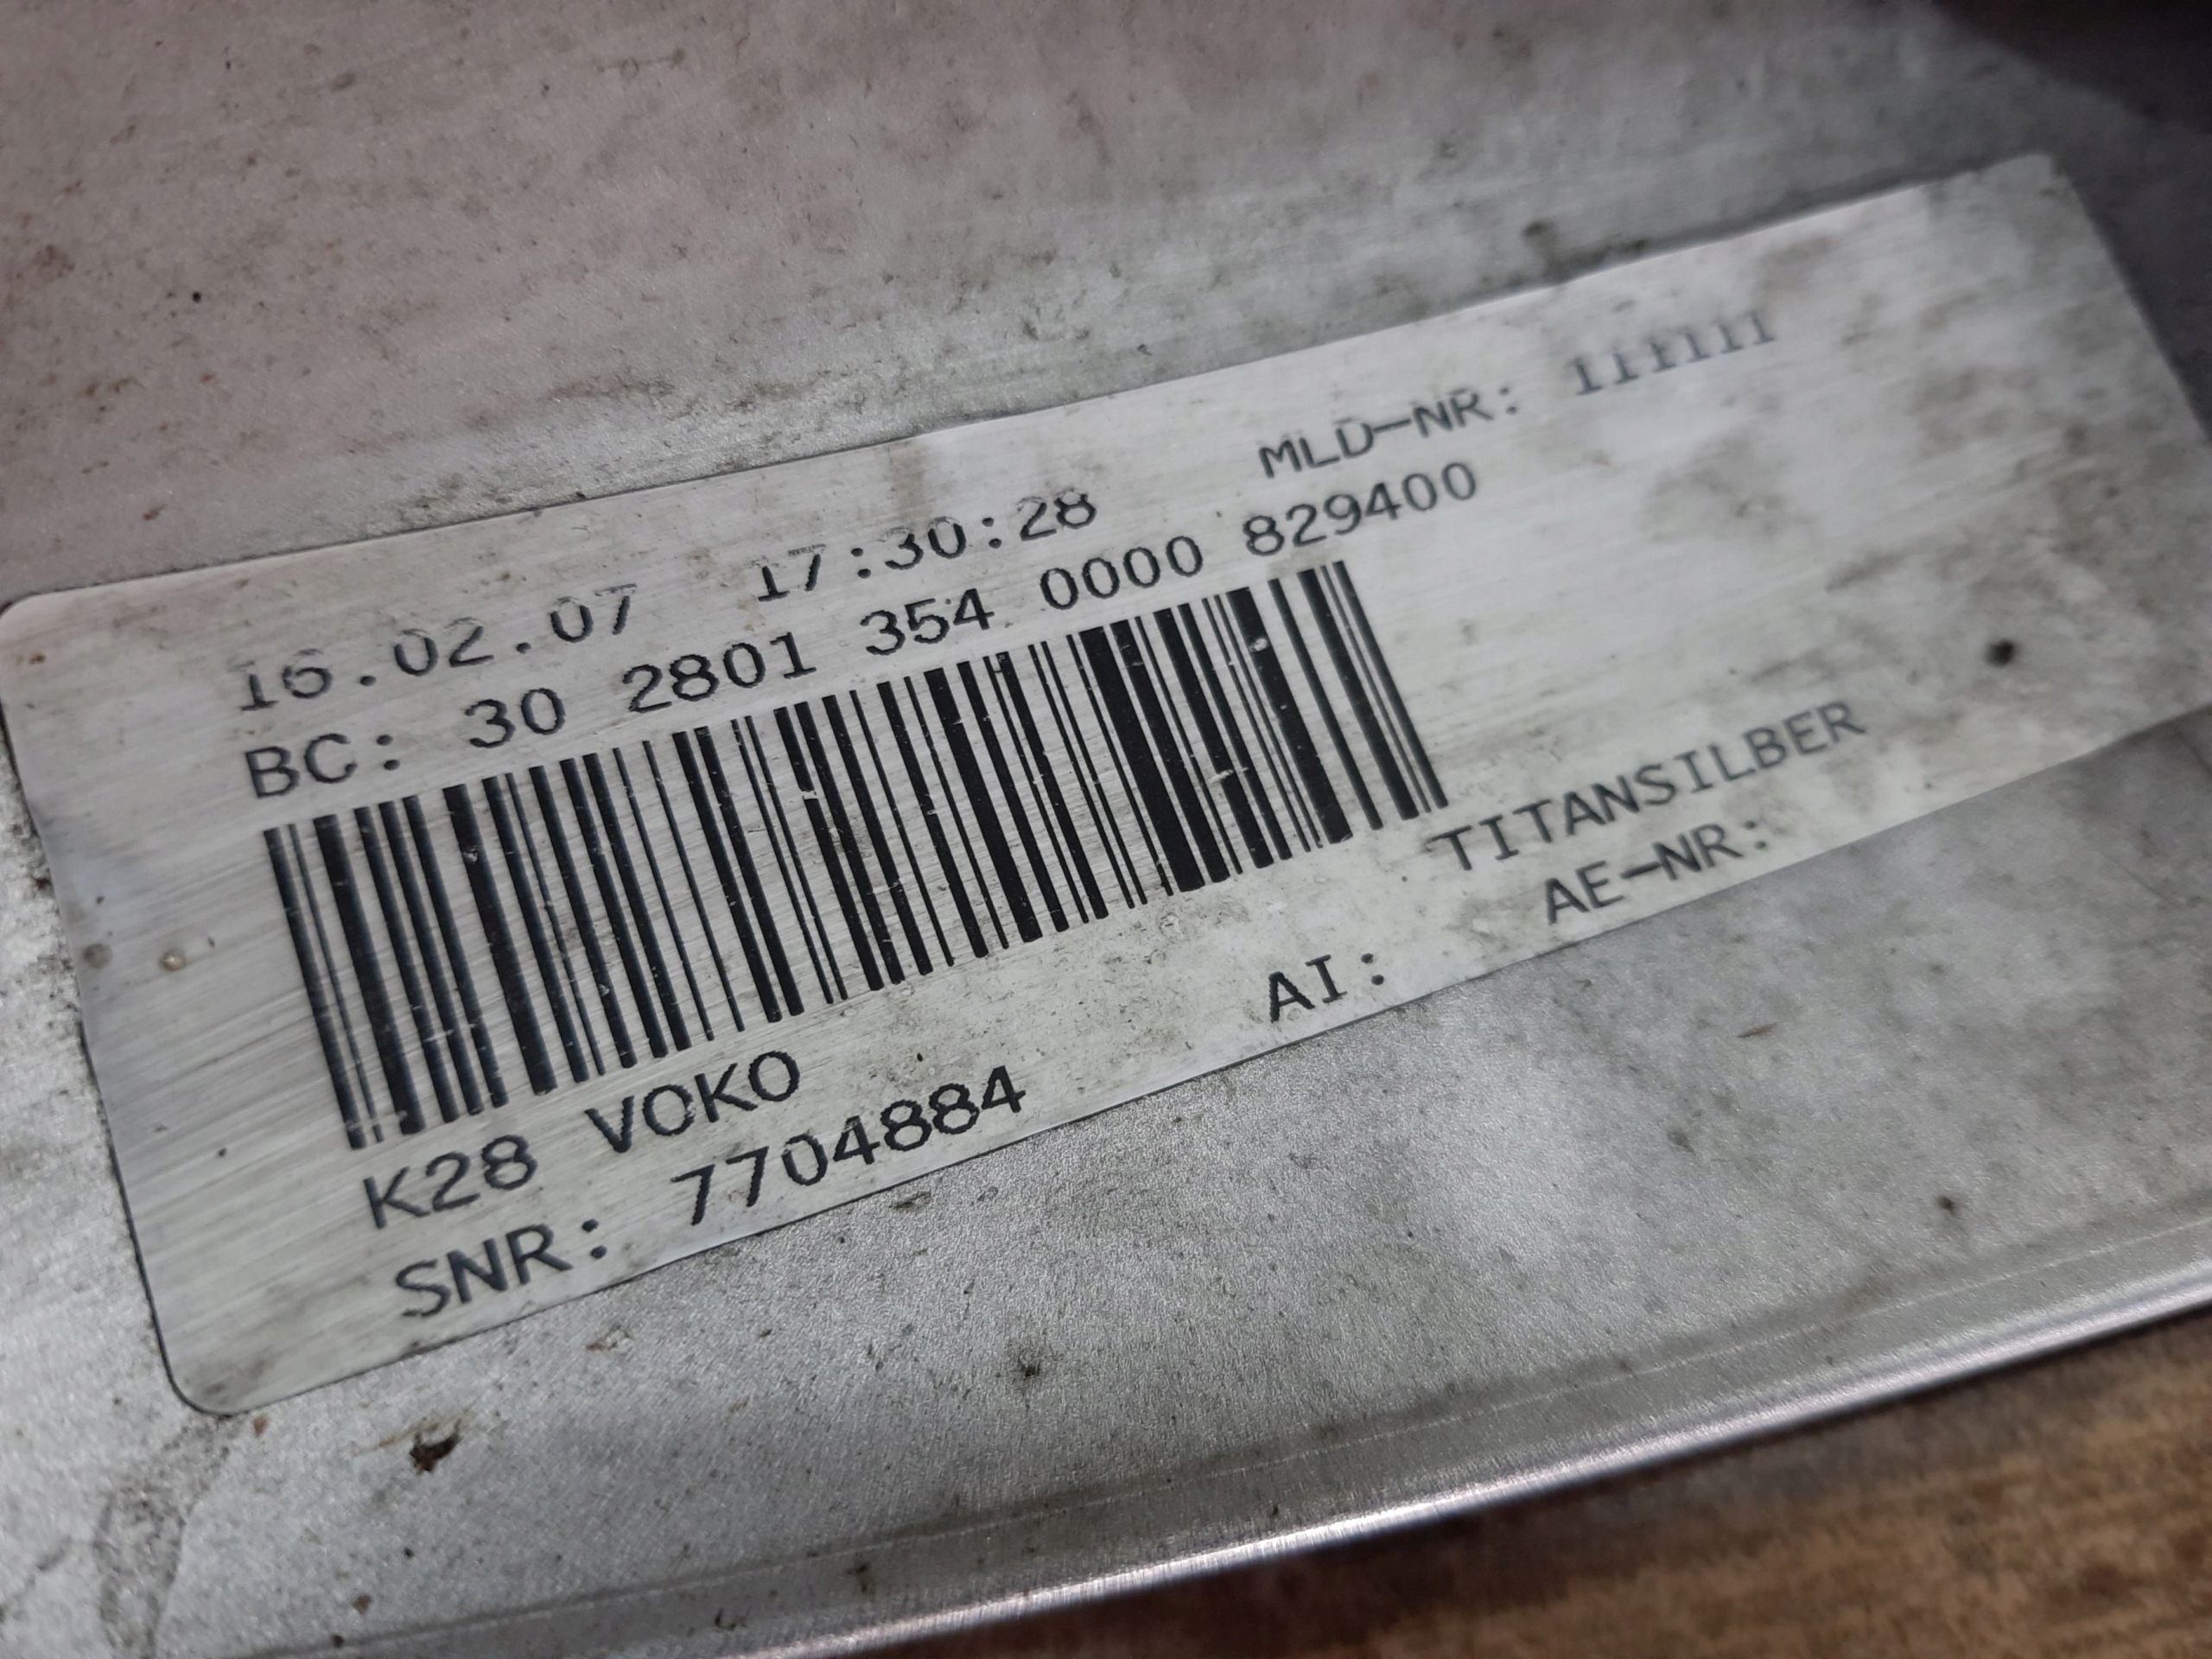 16.02.07 17:30:28 MLD-NR: 111111
BC: 30 2801 354 0000 829400
K28 VOKO TITANSILBER
SNR: 7704884 AI: AE-NR: